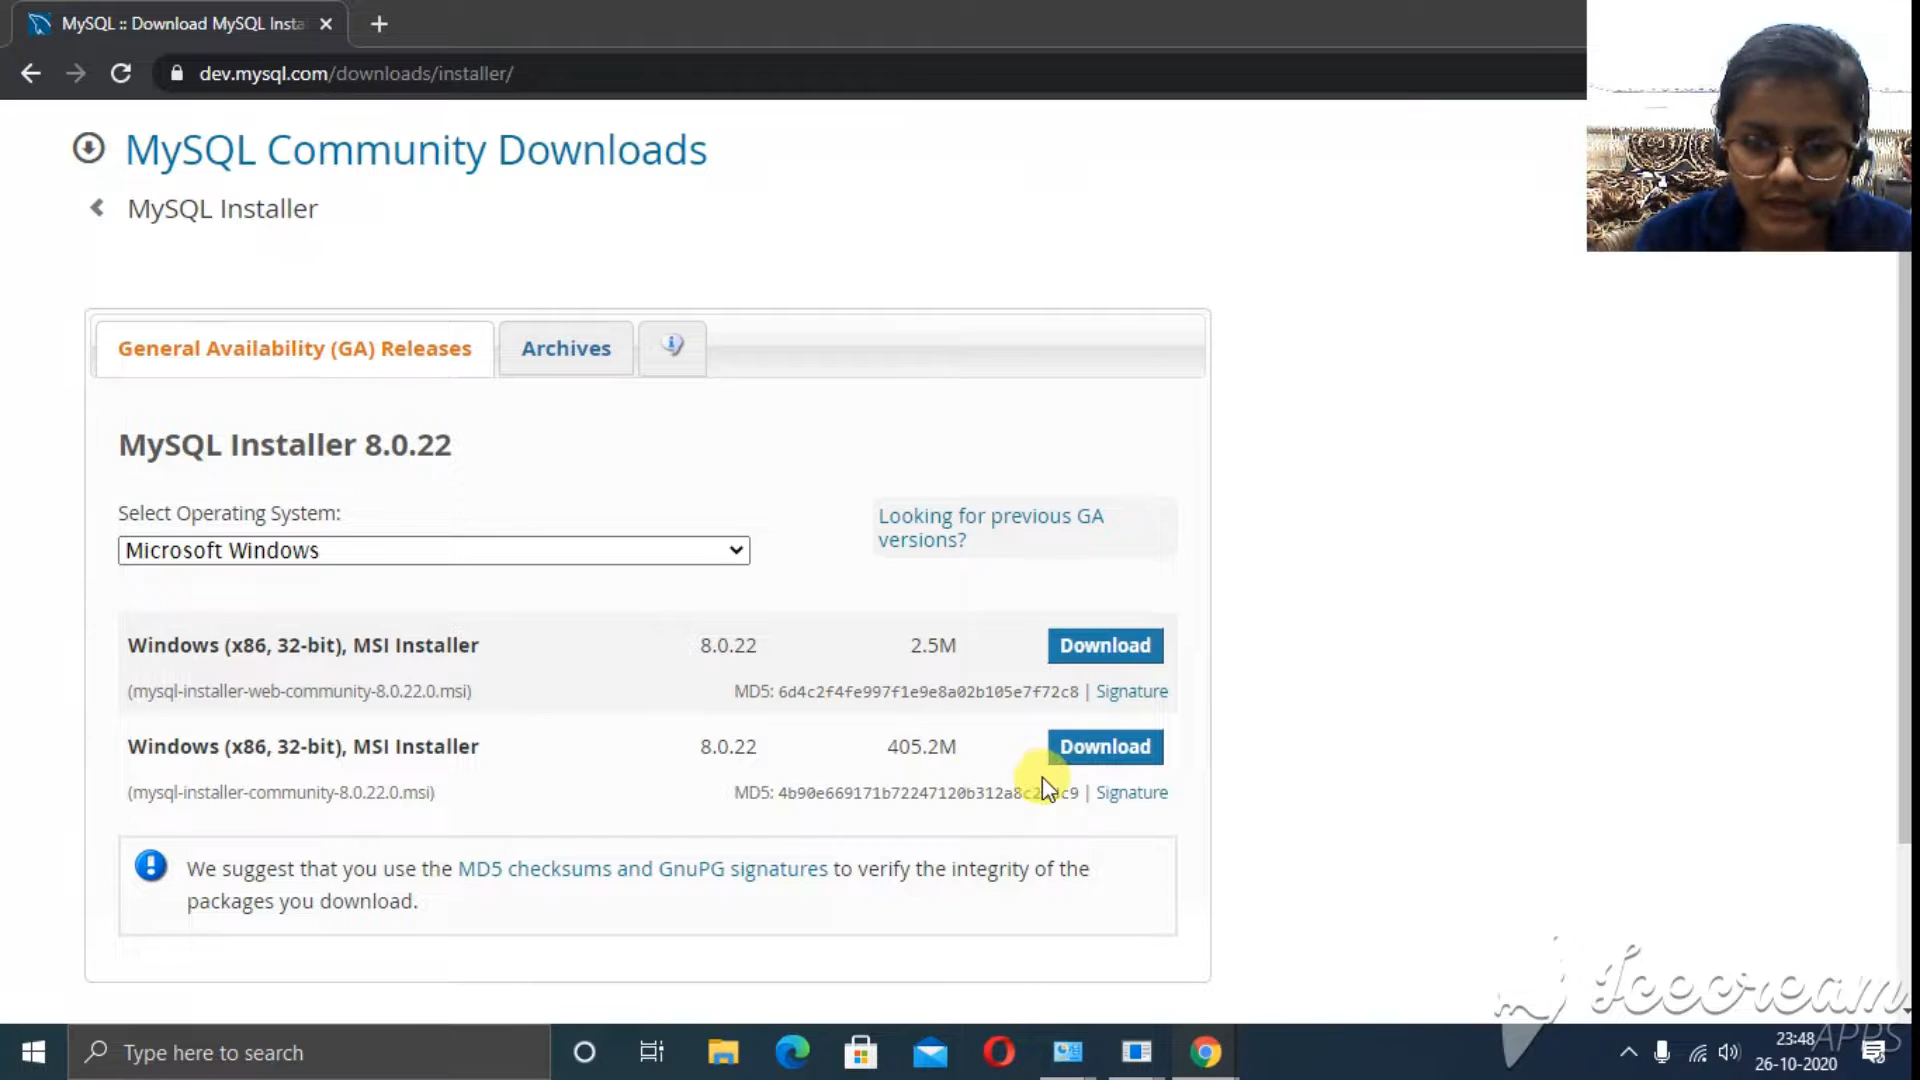 MySQL :: Download MySQL Insta
dev.mysql.com/downloads/installer/
MySQL Community Downloads
MySQL Installer
General Availability (GA) Releases
Archives
MySQL Installer 8.0.22
Select Operating System:
Looking for previous GA
versions?
Microsoft Windows
Windows (x86, 32-bit), MSI Installer 8.0.22 2.5M Download
(mysql-installer-web-community-8.0.22.0.msi) MD5: 6d4c2f4fe997f1e9e8a02b105e7f72c8 | Signature
Windows (x86, 32-bit), MSI Installer 8.0.22 405.2M Download
(mysql-installer-community-8.0.22.0.msi) MD5: | Signature
We suggest that you use the MD5 checksums and GnuPG signatures to verify the integrity of the
packages you download.
Icecream
APPS
Type here to search
23:48
26-10-2020